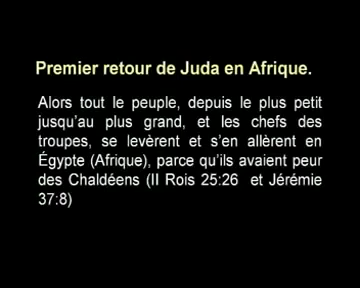 Premier retour de Juda en Afrique.
Alors tout le peuple, depuis le plus petit
jusqu'au plus grand, et les chefs des
troupes, se levèrent et s'en allèrent en
Égypte (Afrique), parce qu'ils avaient peur
des Chaldéens (II Rois 25:26 et Jérémie
37:8)